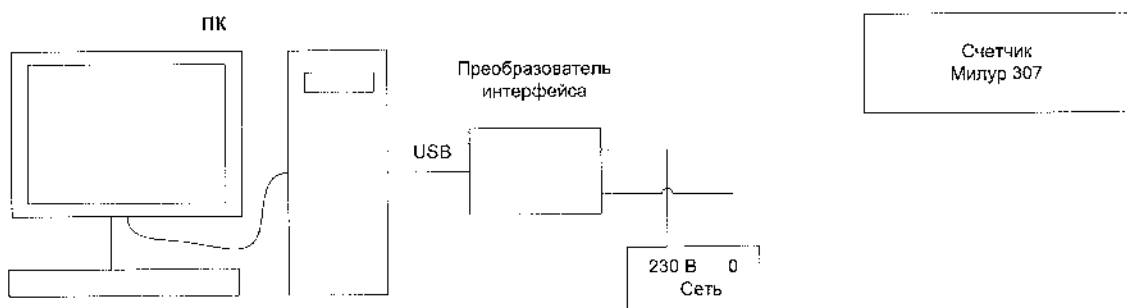 ПК
Счетчик
Милур 307
Преобразователь
интерфейса
USB
230 В 0
Сеть